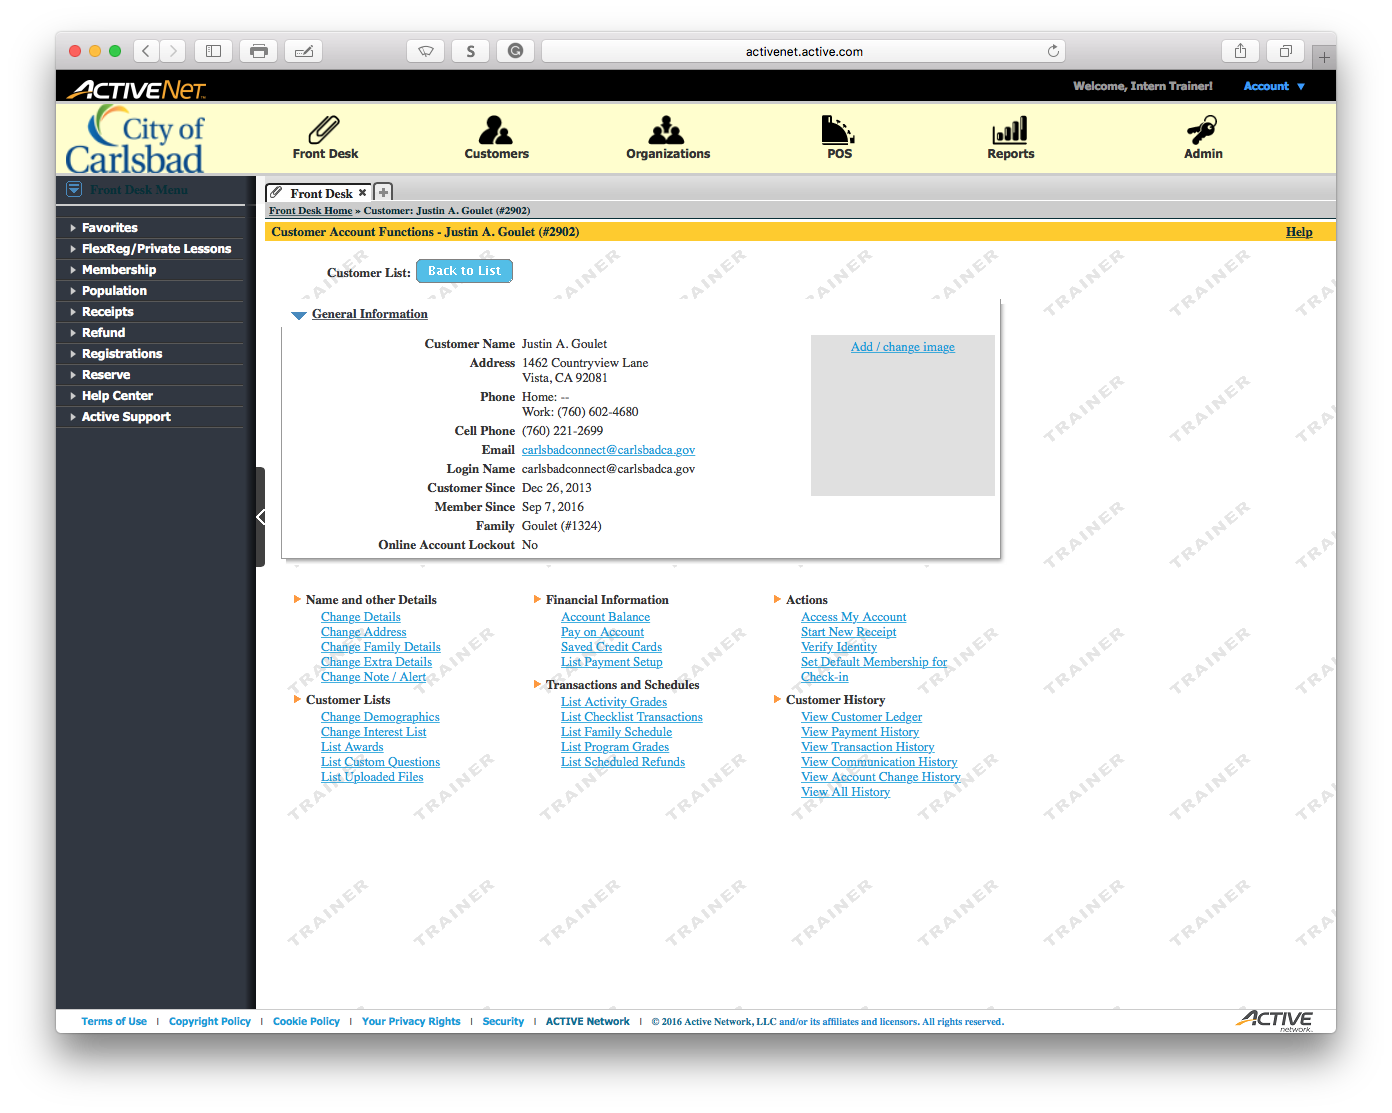 activenet.active.com
ACTIVENET
Welcome, Intern Trainer!
Account
City of
Carlsbad
Front Desk
Customers
Organizations
POS
Reports
Admin
Front Desk Menu
Favorites
FlexReg/Private Lessons
Membership
Population
Receipts
Refund
Registrations
Reserve
Help Center
Active Support
Front Desk
Front Desk Home » Customer: Justin A. Goulet (#2902)
Customer Account Functions - Justin A. Goulet (#2902)
Help
Customer List: Back to List
General Information
Customer Name Justin A. Goulet
Address 1462 Countryview Lane
Vista, CA 92081
Phone Home: --
Work: (760) 602-4680
Cell Phone (760) 221-2699
Email carlsbadconnect@carlsbadca.gov
Login Name carlsbadconnect@carlsbadca.gov
Customer Since Dec 26, 2013
Member Since Sep 7, 2016
Family Goulet (#1324)
Online Account Lockout No
Add / change image
Name and other Details
Change Details
Change Address
Change Family Details
Change Extra Details
Change Note / Alert
Customer Lists
Change Demographics
Change Interest List
List Awards
List Custom Questions
List Uploaded Files
Financial Information
Account Balance
Pay on Account
Saved Credit Cards
List Payment Setup
Transactions and Schedules
List Activity Grades
List Checklist Transactions
List Family Schedule
List Program Grades
List Scheduled Refunds
Actions
Access My Account
Start New Receipt
Verify Identity
Set Default Membership for
Check-in
Customer History
View Customer Ledger
View Payment History
View Transaction History
View Communication History
View Account Change History
View All History
TRAINER
Terms of Use | Copyright Policy | Cookie Policy | Your Privacy Rights | Security | ACTIVE Network | © 2016 Active Network, LLC and/or its affiliates and licensors. All rights reserved.
ACTIVE
network